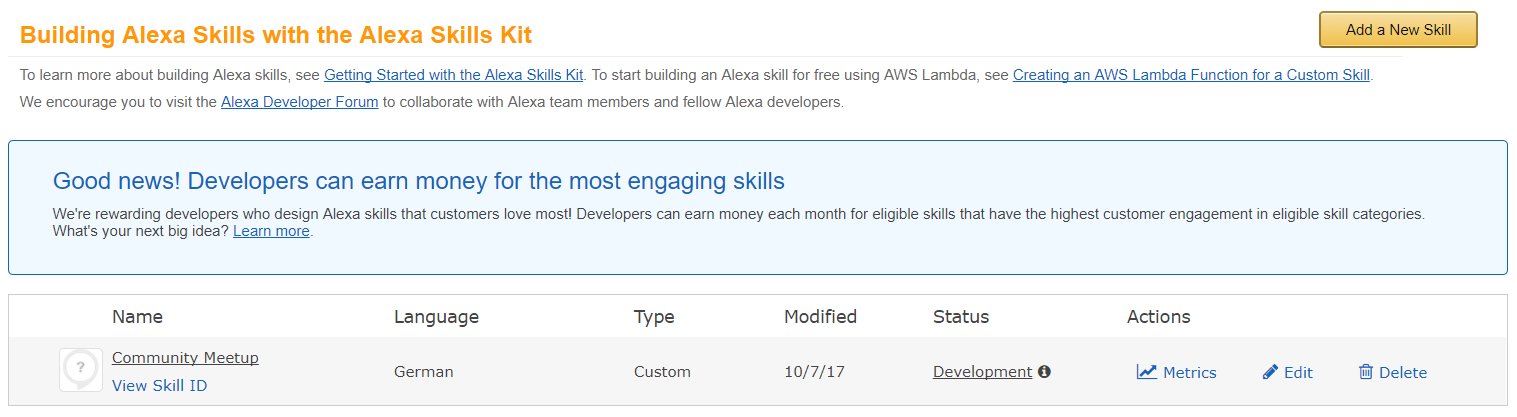 Building Alexa Skills with the Alexa Skills Kit
Add a New Skill
To learn more about building Alexa skills, see Getting Started with the Alexa Skills Kit. To start building an Alexa skill for free using AWS Lambda, see Creating an AWS Lambda Function for a Custom Skill.
We encourage you to visit the Alexa Developer Forum to collaborate with Alexa team members and fellow Alexa developers.
Good news! Developers can earn money for the most engaging skills
We're rewarding developers who design Alexa skills that customers love most! Developers can earn money each month for eligible skills that have the highest customer engagement in eligible skill categories.
What's your next big idea? Learn more.
Name Language Type Modified Status Actions
Community Meetup
View Skill ID
German Custom 10/7/17 Development Metrics Edit Delete